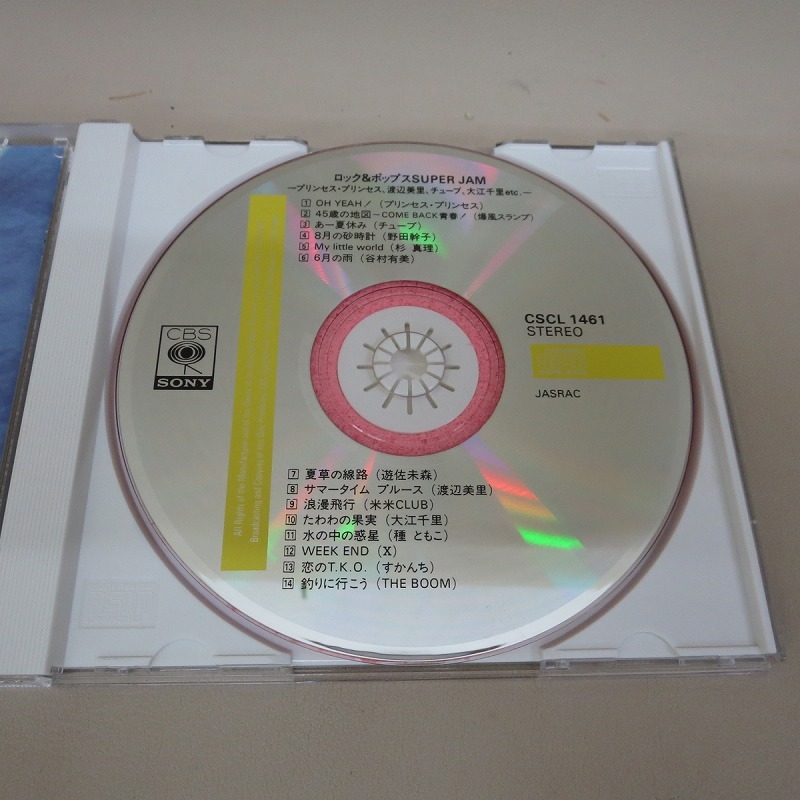 ロック&ポップスSUPER JAM
ープリンセス・プリンセス、渡辺美里、チューブ、大江千里etc.ー
1 OH YEAH!(プリンセス・プリンセス)
2 45歳の地図~COME BACK青春!(爆風スランプ)
3 あー夏休み(チューブ)
4 8月の砂時計(野田幹子)
5 My little world(杉 真理)
6 6月の雨(谷村有美)
CBS
SONY
CSCL 1461
STEREO
JASRAC
7 夏草の線路(遊佐未森)
8 サマータイム ブルース(渡辺美里)
9 浪漫飛行(米米CLUB)
10 たわわの果実(大江千里)
11 水の中の惑星(種 ともこ)
12 WEEK END(X)
13 恋のT.K.O.(すかんち)
14 釣りに行こう(THE BOOM)